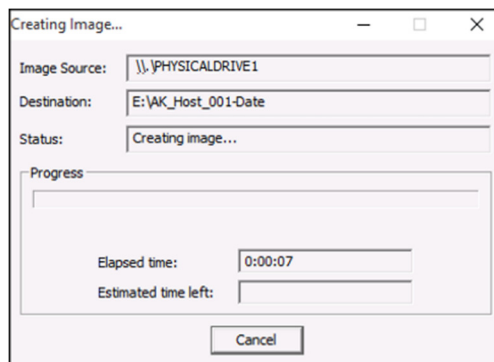 Creating Image...
Image Source: \\.\PHYSICALDRIVE1
Destination: E:\AK_Host_001-Date
Status: Creating image...
Progress
Elapsed time: 0:00:07
Estimated time left:
Cancel